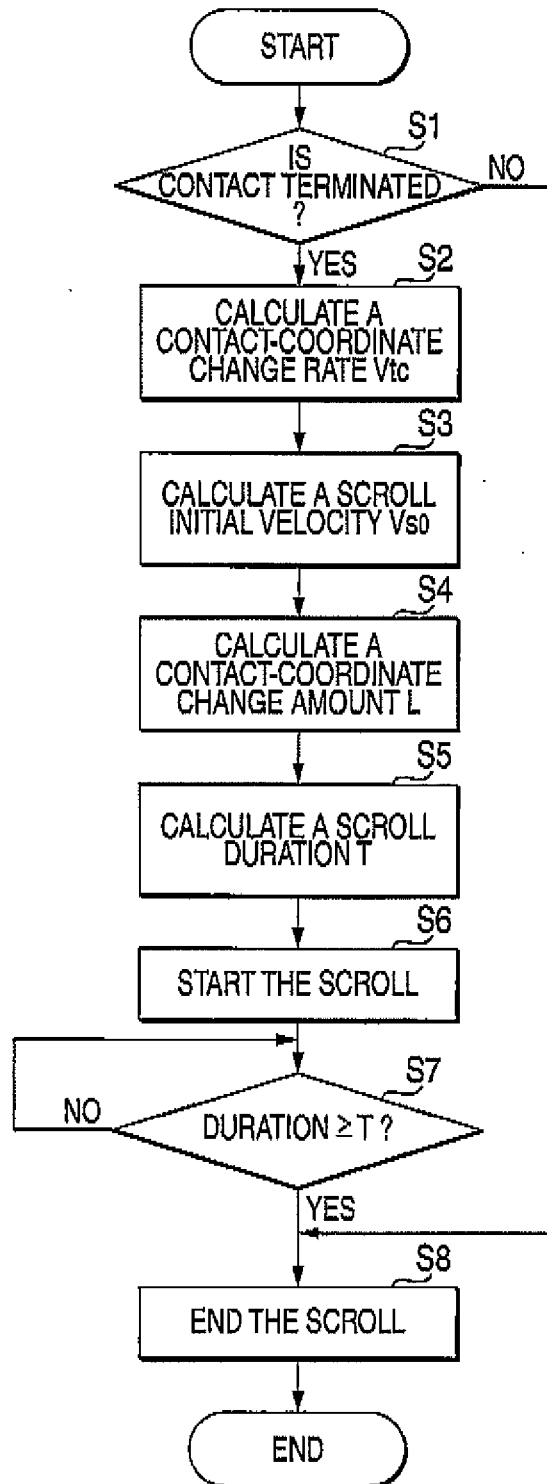 START
S1
IS
CONTACT TERMINATED
?
NO
YES
S2
CALCULATE A
CONTACT-COORDINATE
CHANGE RATE Vtc
S3
CALCULATE A SCROLL
INITIAL VELOCITY Vs0
S4
CALCULATE A
CONTACT-COORDINATE
CHANGE AMOUNT L
S5
CALCULATE A SCROLL
DURATION T
S6
START THE SCROLL
S7
NO
DURATION ≥ T ?
YES
S8
END THE SCROLL
END